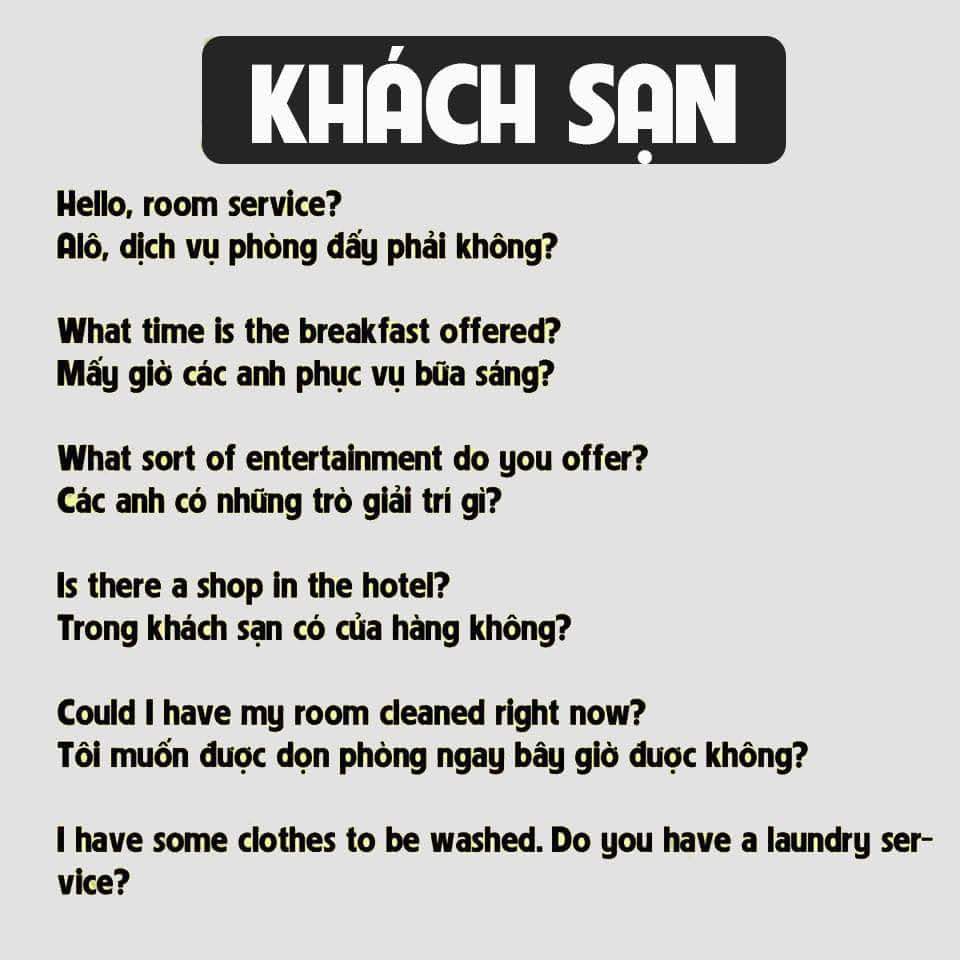 KHÁCH SẠN
Hello, room service?
Alô, dịch vụ phòng đấy phải không?
What time is the breakfast offered?
Mấy giờ các anh phục vụ bữa sáng?
What sort of entertainment do you offer?
Các anh có những trò giải trí gì?
Is there a shop in the hotel?
Trong khách sạn có cửa hàng không?
Could I have my room cleaned right now?
Tôi muốn được dọn phòng ngay bây giờ được không?
I have some clothes to be washed. Do you have a laundry ser-
vice?